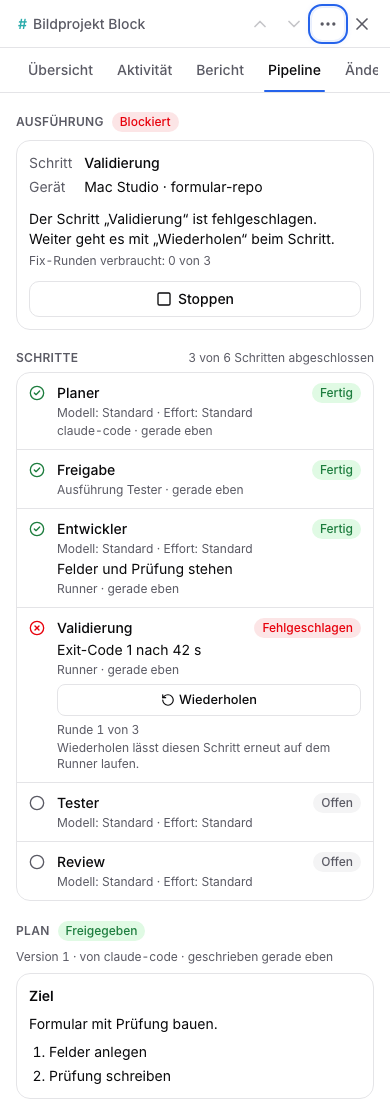 # Bildprojekt Block
Übersicht Aktivität Bericht Pipeline Ände
AUSFÜHRUNG Blockiert
Schritt Validierung
Gerät Mac Studio · formular-repo
Der Schritt „Validierung“ ist fehlgeschlagen.
Weiter geht es mit „Wiederholen“ beim Schritt.
Fix-Runden verbraucht: 0 von 3
Stoppen
SCHRITTE 3 von 6 Schritten abgeschlossen
Planer Fertig
Modell: Standard · Effort: Standard
claude-code · gerade eben
Freigabe Fertig
Ausführung Tester · gerade eben
Entwickler Fertig
Modell: Standard · Effort: Standard
Felder und Prüfung stehen
Runner · gerade eben
Validierung Fehlgeschlagen
Exit-Code 1 nach 42 s
Runner · gerade eben
Wiederholen
Runde 1 von 3
Wiederholen lässt diesen Schritt erneut auf dem
Runner laufen.
Tester Offen
Modell: Standard · Effort: Standard
Review Offen
Modell: Standard · Effort: Standard
PLAN Freigegeben
Version 1 · von claude-code · geschrieben gerade eben
Ziel
Formular mit Prüfung bauen.
1. Felder anlegen
2. Prüfung schreiben